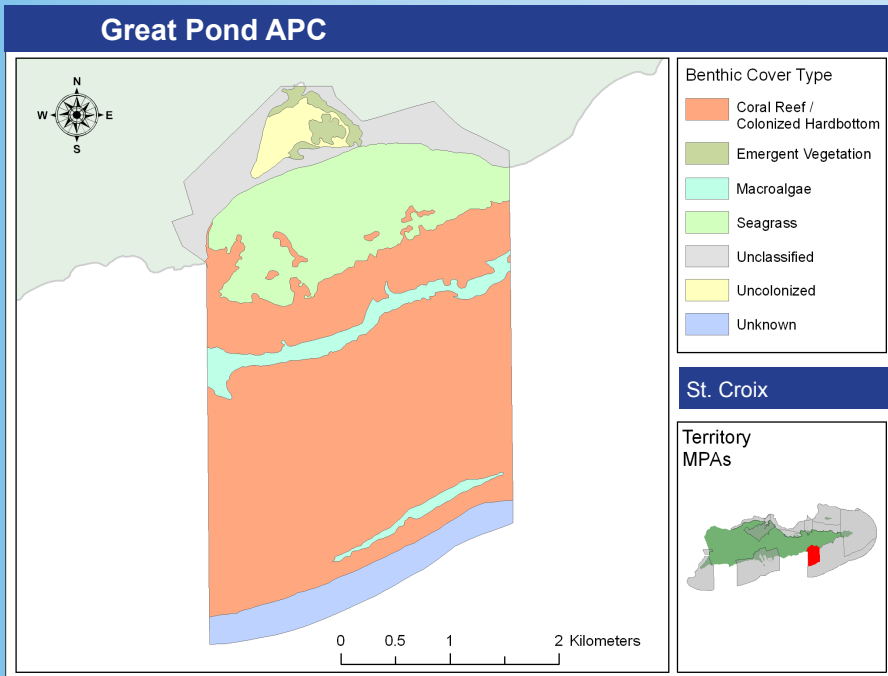 Great Pond APC
N
W
E
S
0 0.5 1 2 Kilometers
Benthic Cover Type
Coral Reef /
Colonized Hardbottom
Emergent Vegetation
Macroalgae
Seagrass
Unclassified
Uncolonized
Unknown
St. Croix
Territory
MPAs